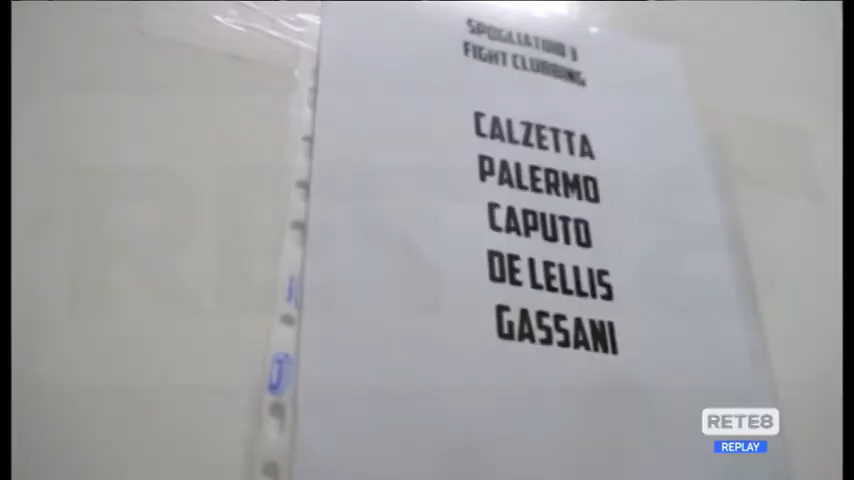 SPOGLIATOIO 3
FIGHT CLUBBING
CALZETTA
PALERMO
CAPUTO
DE LELLIS
GASSANI
RETE8
REPLAY